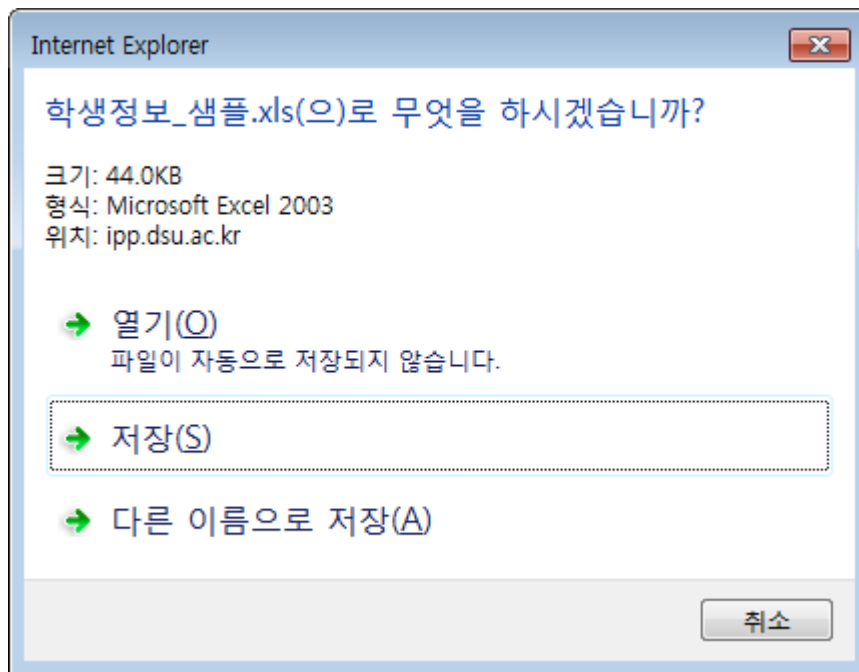 Internet Explorer
학생정보_샘플.xls(으)로 무엇을 하시겠습니까?
크기: 44.0KB
형식: Microsoft Excel 2003
위치: ipp.dsu.ac.kr
열기(O)
파일이 자동으로 저장되지 않습니다.
저장(S)
다른 이름으로 저장(A)
취소